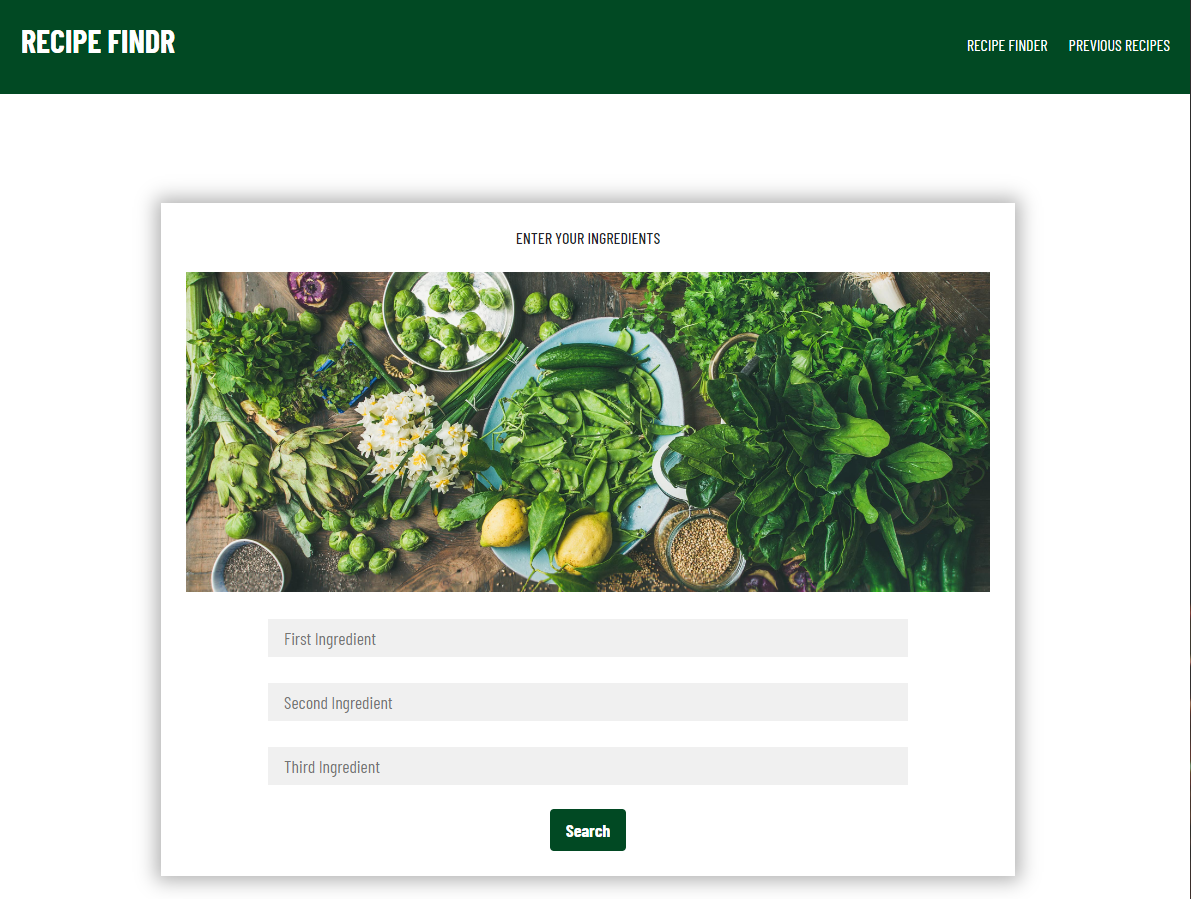 RECIPE FINDR
RECIPE FINDER PREVIOUS RECIPES
ENTER YOUR INGREDIENTS
First Ingredient
Second Ingredient
Third Ingredient
Search